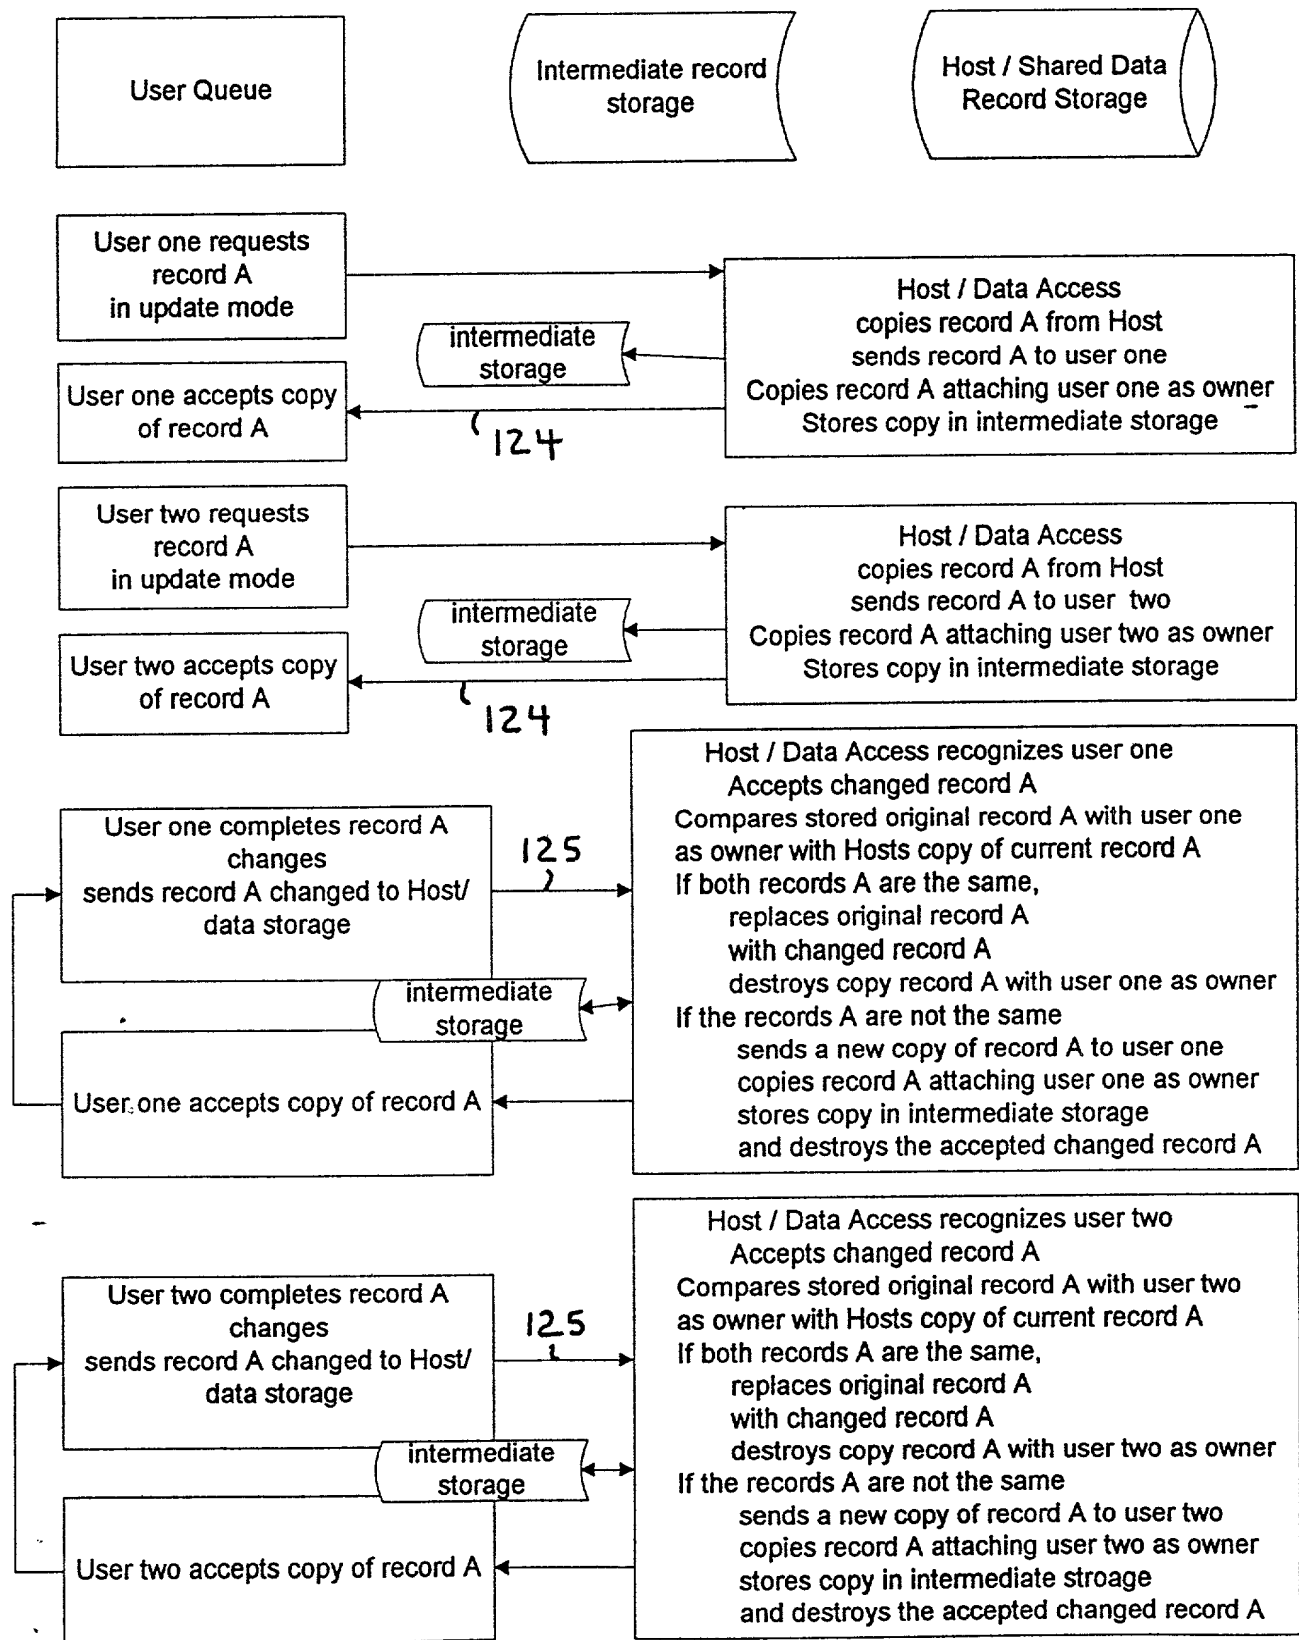 User Queue
Intermediate record
storage
Host / Shared Data
Record Storage
User one requests
record A
in update mode
Host / Data Access
copies record A from Host
sends record A to user one
Copies record A attaching user one as owner
Stores copy in intermediate storage
intermediate
storage
User one accepts copy
of record A
124
User two requests
record A
in update mode
Host / Data Access
copies record A from Host
sends record A to user two
Copies record A attaching user two as owner
Stores copy in intermediate storage
intermediate
storage
User two accepts copy
of record A
124
User one completes record A
changes
sends record A changed to Host/
data storage
125
Host / Data Access recognizes user one
Accepts changed record A
Compares stored original record A with user one
as owner with Hosts copy of current record A
If both records A are the same,
replaces original record A
with changed record A
destroys copy record A with user one as owner
If the records A are not the same
sends a new copy of record A to user one
copies record A attaching user one as owner
stores copy in intermediate storage
and destroys the accepted changed record A
intermediate
storage
User one accepts copy of record A
User two completes record A
changes
sends record A changed to Host/
data storage
125
Host / Data Access recognizes user two
Accepts changed record A
Compares stored original record A with user two
as owner with Hosts copy of current record A
If both records A are the same,
replaces original record A
with changed record A
destroys copy record A with user two as owner
If the records A are not the same
sends a new copy of record A to user two
copies record A attaching user two as owner
stores copy in intermediate stroage
and destroys the accepted changed record A
intermediate
storage
User two accepts copy of record A